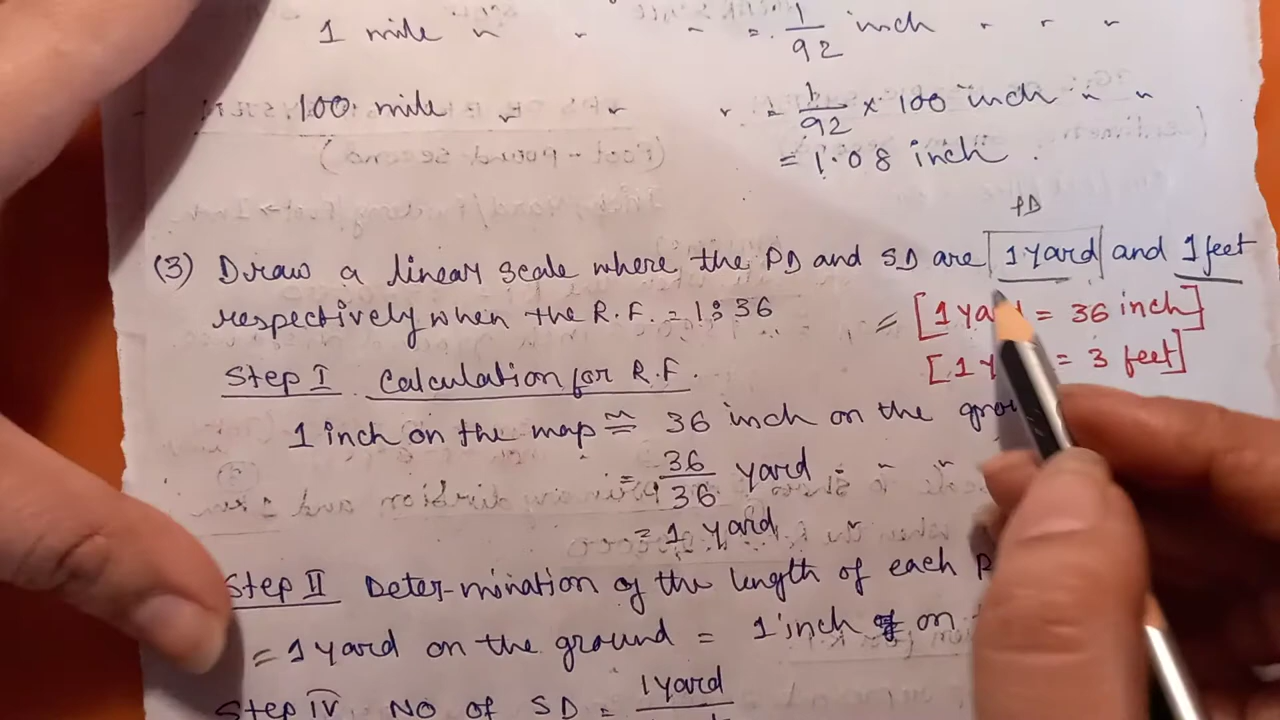 1 mile " " " = 1/92 inch " " "
100 mile " " " = 1/92 × 100 inch " "
= 1.08 inch.
PD
(3) Draw a linear scale where the PD and SD are 1 yard and 1 feet
respectively when the R.F. = 1:36 = [1 yard = 36 inch]
[1 y = 3 feet]
Step I Calculation for R.F.
1 inch on the map ≅ 36 inch on the
= 36/36 yard " " "
= 1 yard "
Step II Deter-mination of the length of each
= 1 yard on the ground = 1 inch on
Step IV No of SD = 1 yard